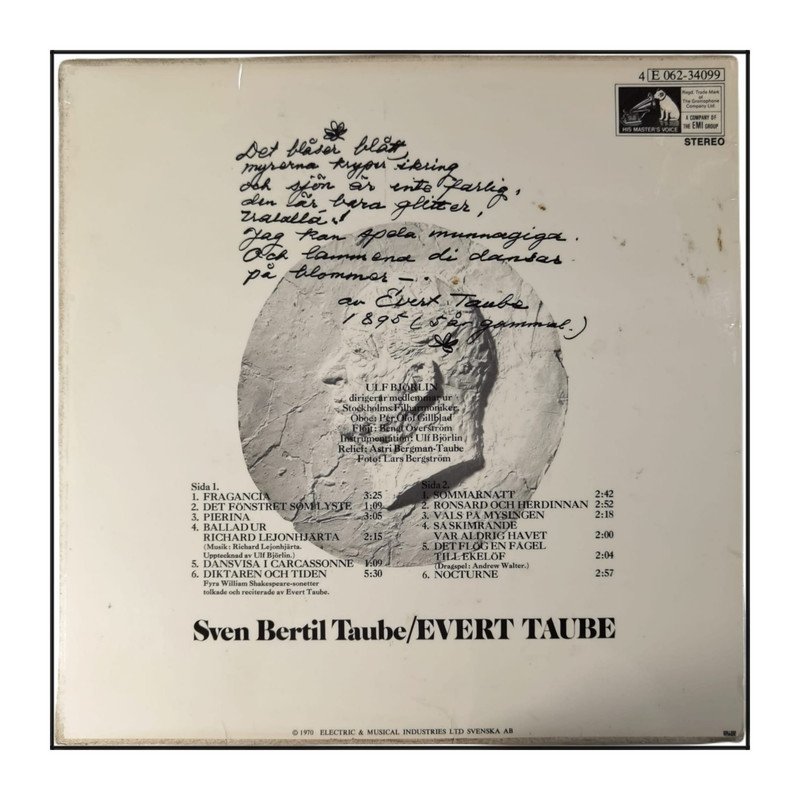 4 E 062-34099
HIS MASTER'S VOICE
Regd. Trade Mark
of
The Gramophone
Company Ltd.
A COMPANY OF
THE EMI GROUP
STEREO
Det blåser blått,
myrerna kryper ikring
och sjön är inte farlig,
den är bara glitter,
tralallá!
Jag kan spela munnagiga.
Och lammena di dansar
på blommer —.
av Evert Taube
1895 (5 år gammal.)
ULF BJÖRLIN
dirigerar medlemmar ur
Stockholms Filharmoniker.
Oboe: Per Olof Gillblad
Flöjt: Bengt Överström
Instrumentation: Ulf Björlin
Relief: Astri Bergman-Taube
Foto: Lars Bergström
Sida 1.
1. FRAGANCIA 3:25
2. DET FÖNSTRET SOM LYSTE 1:09
3. PIERINA 3:05
4. BALLAD UR
RICHARD LEJONHJÄRTA 2:15
(Musik: Richard Lejonhjärta.
Upptecknad av Ulf Björlin.)
5. DANSVISA I CARCASSONNE 1:09
6. DIKTAREN OCH TIDEN 5:30
Fyra William Shakespeare-sonetter
tolkade och reciterade av Evert Taube.
Sida 2.
1. SOMMARNATT 2:42
2. RONSARD OCH HERDINNAN 2:52
3. VALS PÅ MYSINGEN 2:18
4. SÅ SKIMRANDE
VAR ALDRIG HAVET 2:00
5. DET FLÖG EN FÅGEL
TILL EKELÖF 2:04
(Dragspel: Andrew Walter.)
6. NOCTURNE 2:57
Sven Bertil Taube/EVERT TAUBE
© 1970 ELECTRIC & MUSICAL INDUSTRIES LTD SVENSKA AB